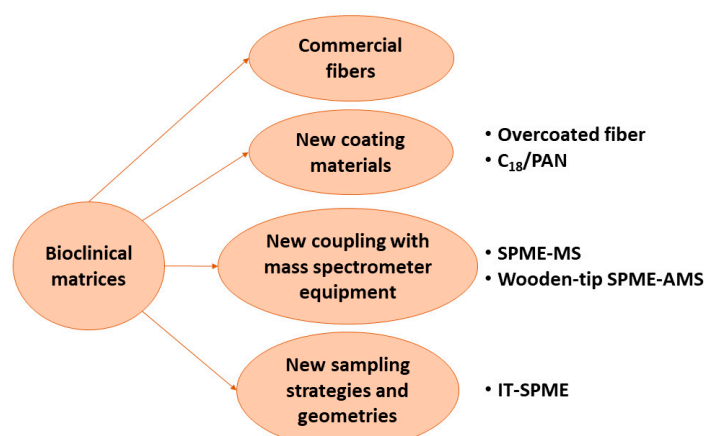 Commercial
fibers
New coating
materials
• Overcoated fiber
• C₁₈/PAN
Bioclinical
matrices
New coupling with
mass spectrometer
equipment
• SPME-MS
• Wooden-tip SPME-AMS
New sampling
strategies and
geometries
• IT-SPME